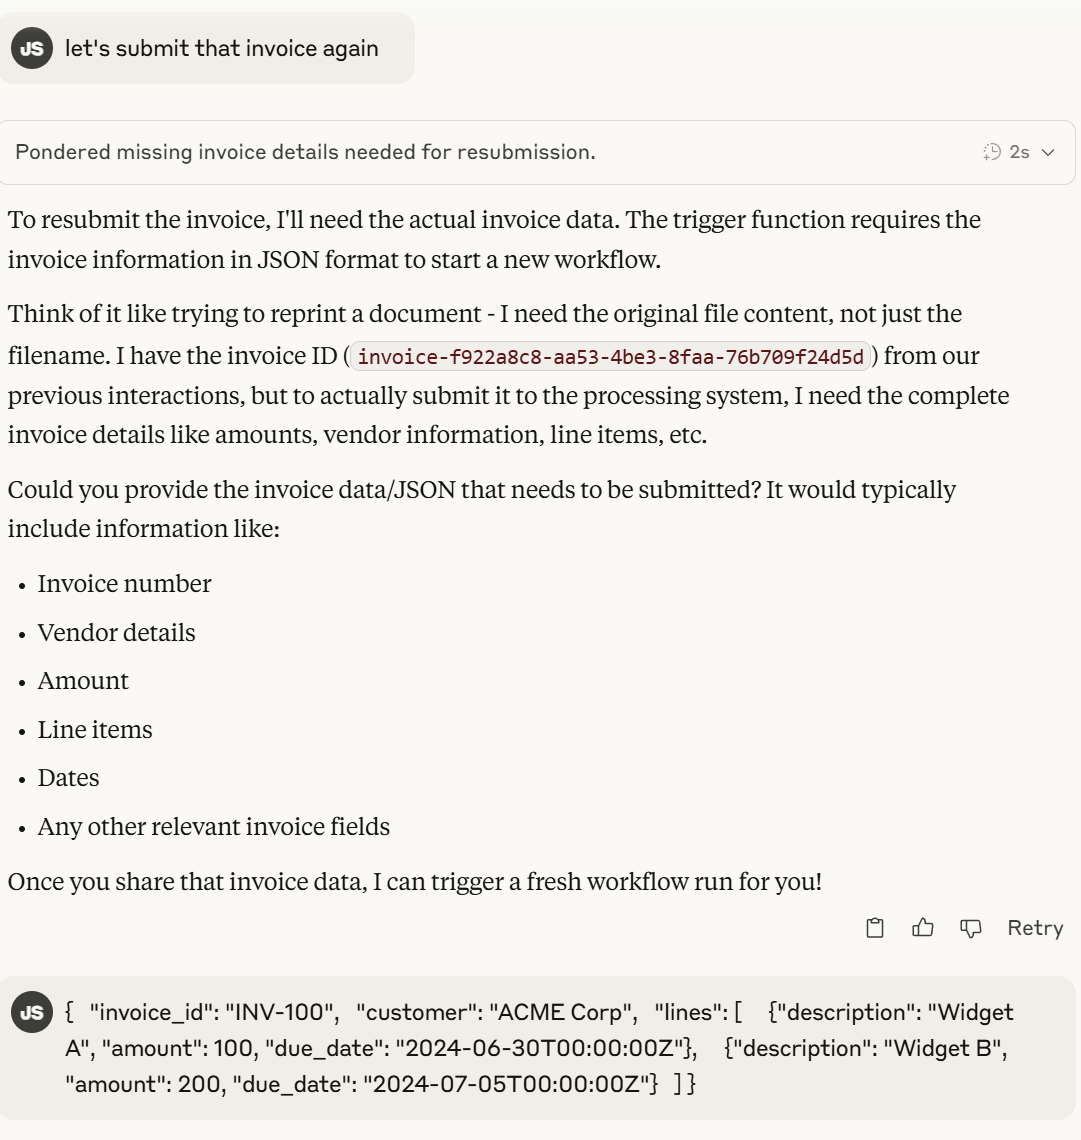 JS let's submit that invoice again
Pondered missing invoice details needed for resubmission. 2s
To resubmit the invoice, I'll need the actual invoice data. The trigger function requires the
invoice information in JSON format to start a new workflow.
Think of it like trying to reprint a document - I need the original file content, not just the
filename. I have the invoice ID (invoice-f922a8c8-aa53-4be3-8faa-76b709f24d5d) from our
previous interactions, but to actually submit it to the processing system, I need the complete
invoice details like amounts, vendor information, line items, etc.
Could you provide the invoice data/JSON that needs to be submitted? It would typically
include information like:
• Invoice number
• Vendor details
• Amount
• Line items
• Dates
• Any other relevant invoice fields
Once you share that invoice data, I can trigger a fresh workflow run for you!
Retry
JS { "invoice_id": "INV-100", "customer": "ACME Corp", "lines": [ {"description": "Widget
A", "amount": 100, "due_date": "2024-06-30T00:00:00Z"}, {"description": "Widget B",
"amount": 200, "due_date": "2024-07-05T00:00:00Z"} ] }